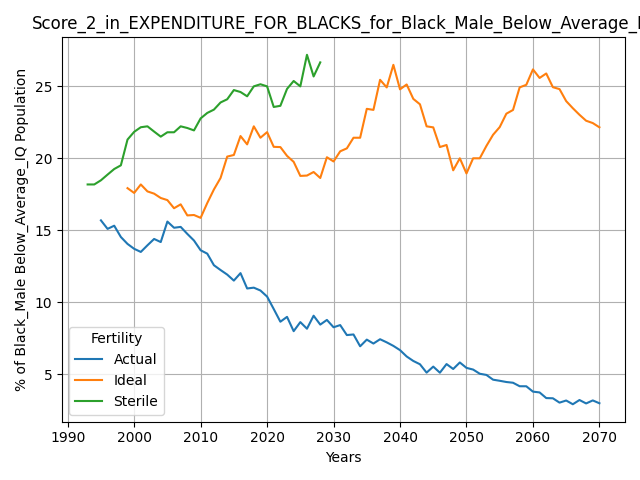 Score_2_in_EXPENDITURE_FOR_BLACKS_for_Black_Male_Below_Average_I
% of Black_Male Below_Average_IQ Population
25
20
15
10
5
Fertility
Actual
Ideal
Sterile
1990 2000 2010 2020 2030 2040 2050 2060 2070
Years